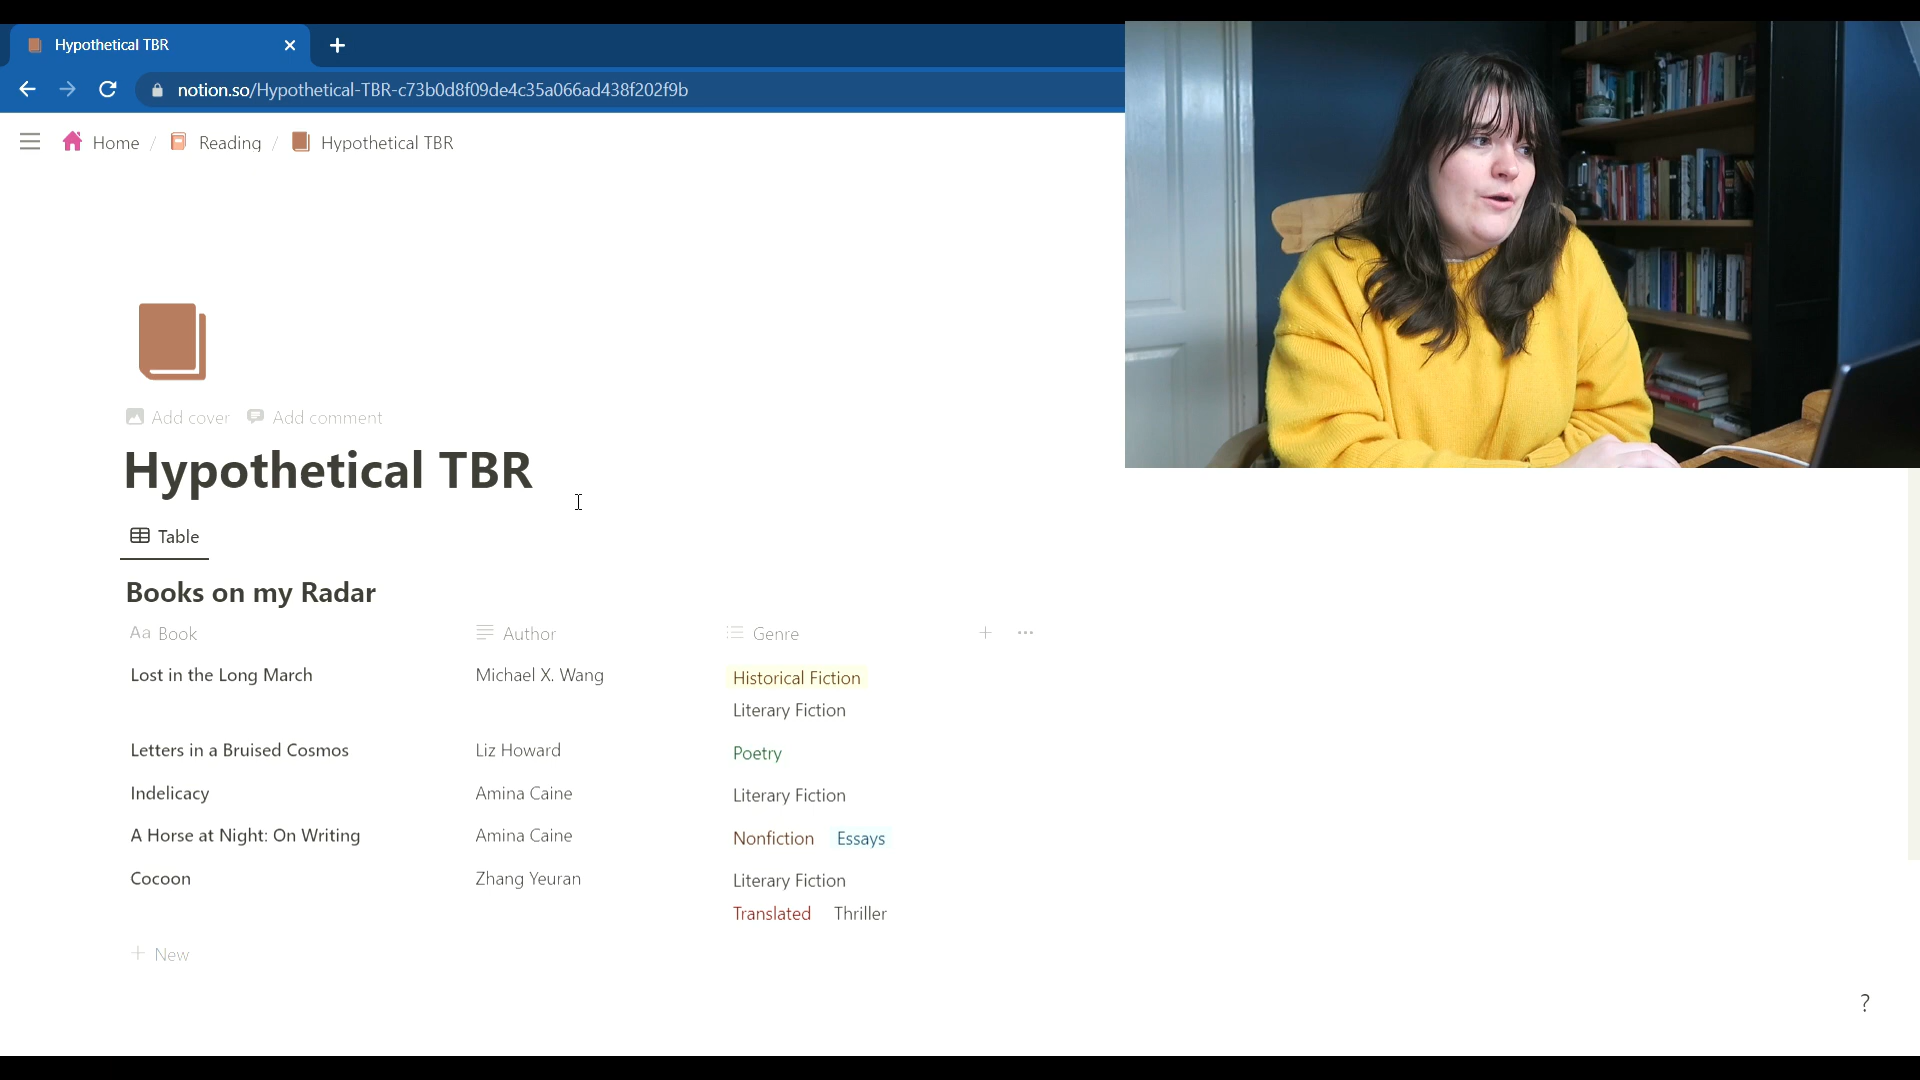 Hypothetical TBR
notion.so/Hypothetical-TBR-c73b0d8f09de4c35a066ad438f202f9b
Home / Reading / Hypothetical TBR
Add cover Add comment
Hypothetical TBR
Table
Books on my Radar
Aa Book Author Genre
Lost in the Long March Michael X. Wang Historical Fiction
Literary Fiction
Letters in a Bruised Cosmos Liz Howard Poetry
Indelicacy Amina Caine Literary Fiction
A Horse at Night: On Writing Amina Caine Nonfiction Essays
Cocoon Zhang Yeuran Literary Fiction
Translated Thriller
+ New
?